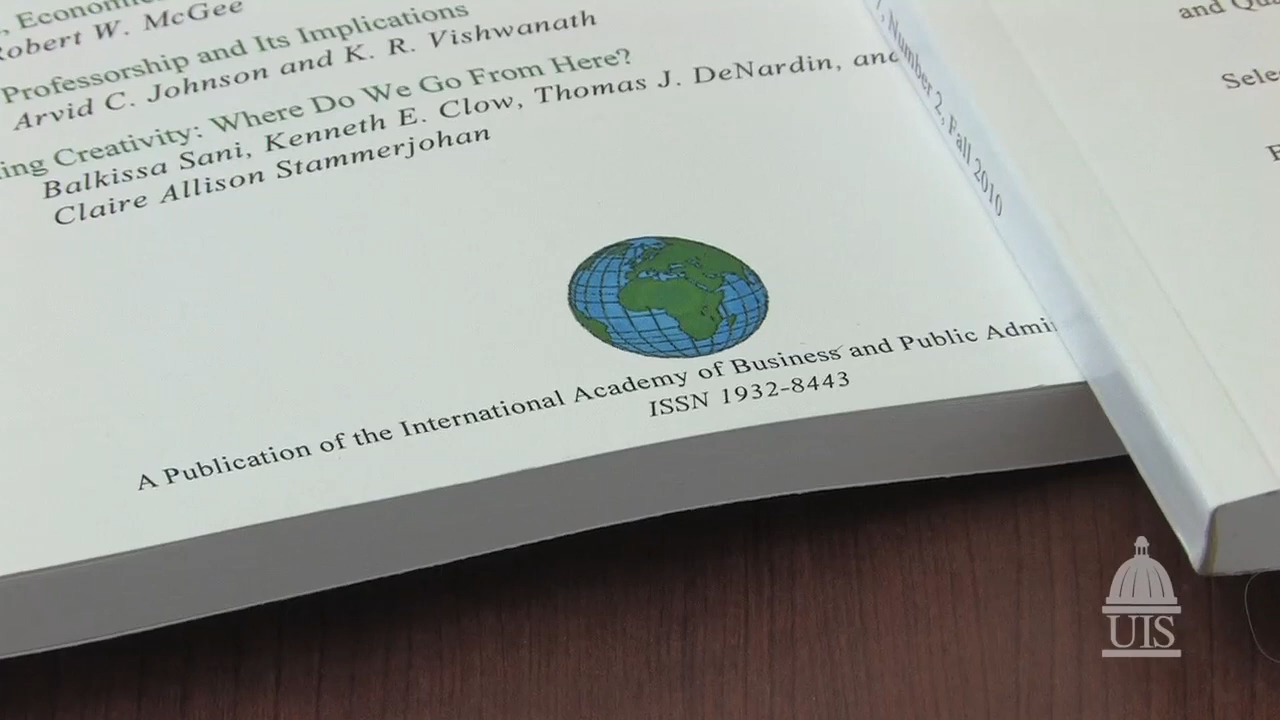 , Economic
Robert W. McGee
Professorship and Its Implications
Arvid C. Johnson and K. R. Vishwanath
ing Creativity: Where Do We Go From Here?
Balkissa Sani, Kenneth E. Clow, Thomas J. DeNardin, and
Claire Allison Stammerjohan
A Publication of the International Academy of Business and Public Admi
ISSN 1932-8443
, Number 2, Fall 2010
and Qua
Sele
UIS